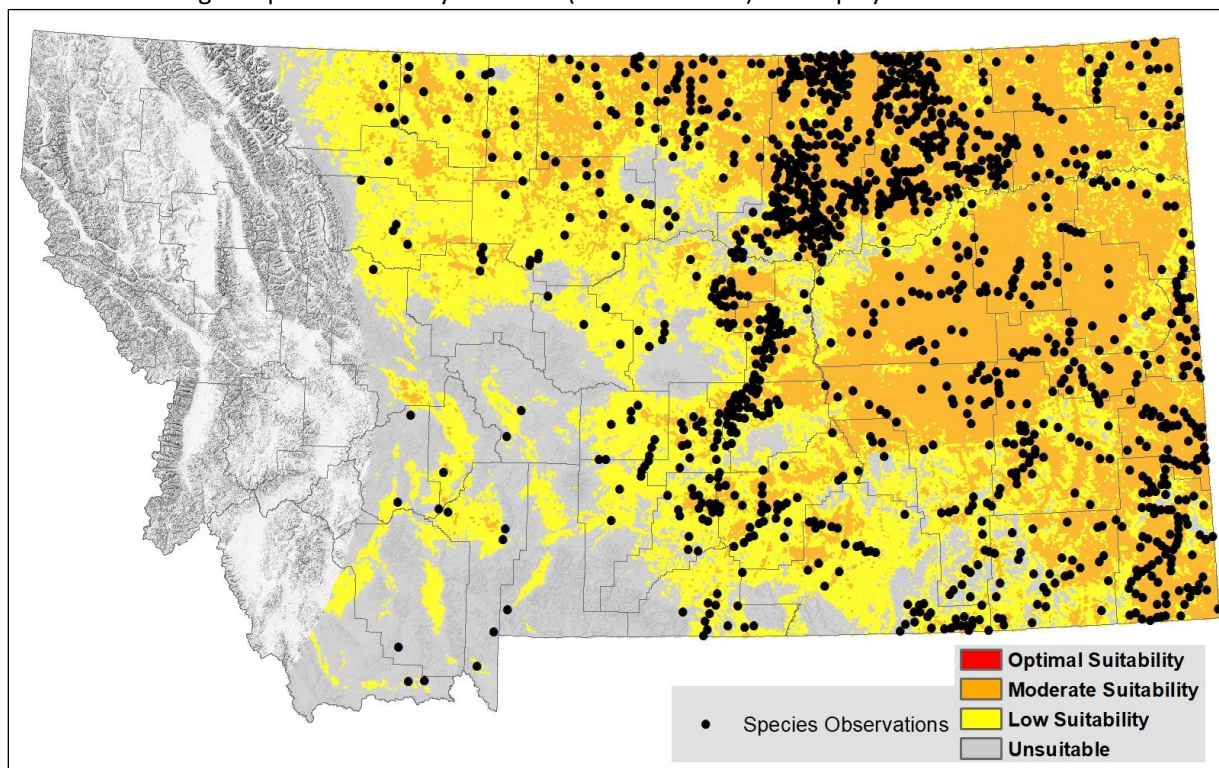 Optimal Suitability
Moderate Suitability
Species Observations
Low Suitability
Unsuitable